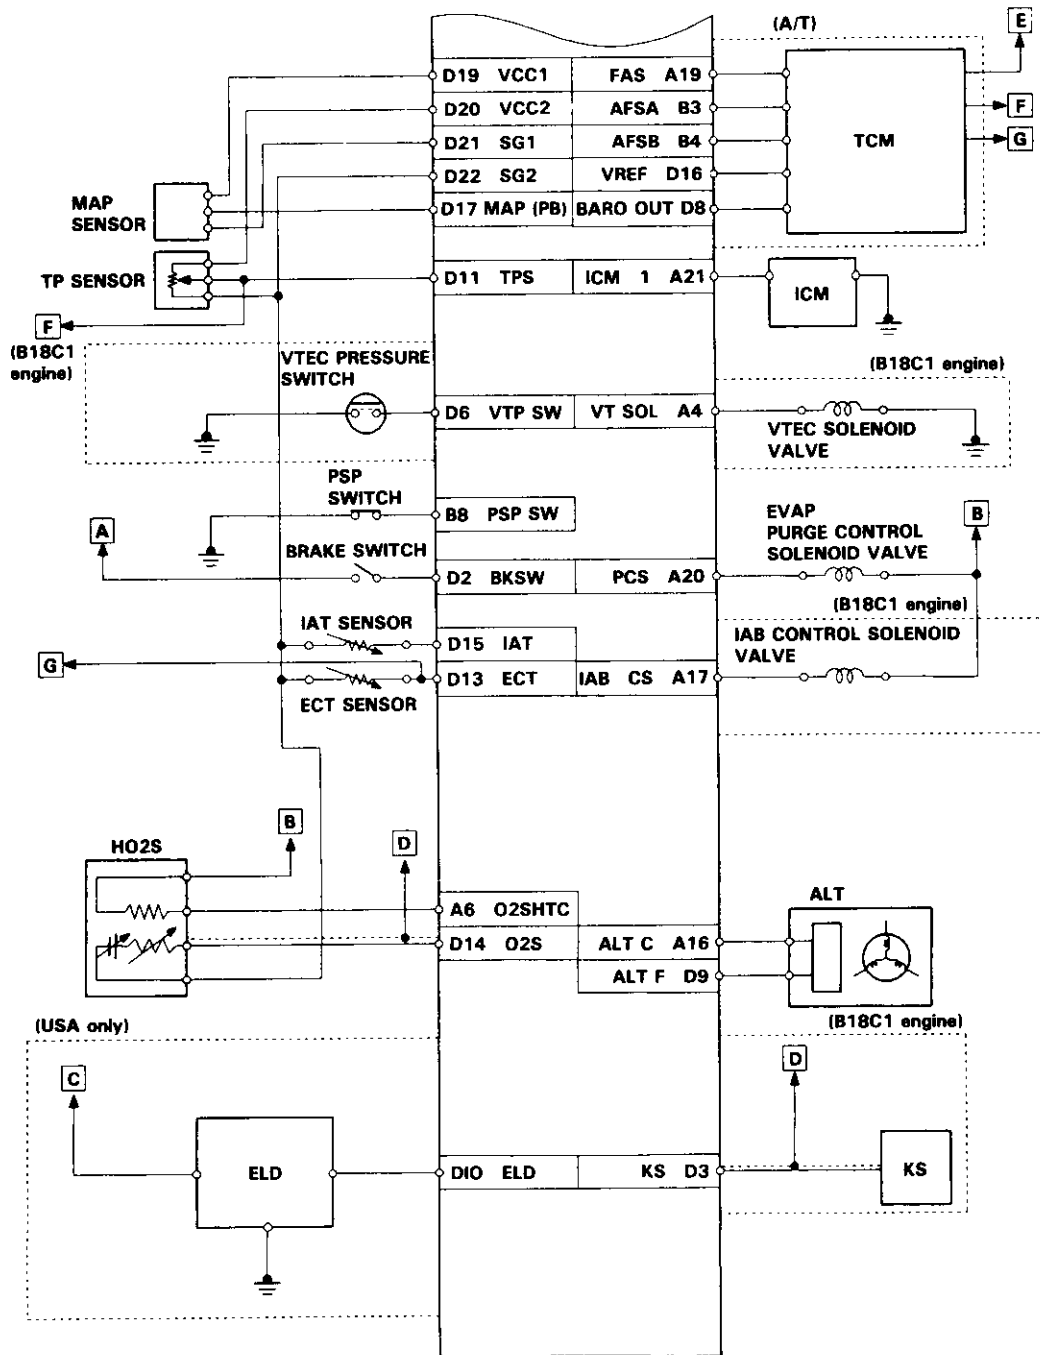 (A/T)
E
D19 VCC1
FAS A19
D20 VCC2
AFSA B3
F
D21 SG1
AFSB B4
TCM
G
D22 SG2
VREF D16
MAP
SENSOR
D17 MAP (PB)
BARO OUT D8
TP SENSOR
D11 TPS
ICM 1 A21
ICM
F
(B18C1
engine)
VTEC PRESSURE
SWITCH
(B18C1 engine)
D6 VTP SW
VT SOL A4
VTEC SOLENOID
VALVE
PSP
SWITCH
B8 PSP SW
EVAP
PURGE CONTROL
SOLENOID VALVE
B
A
BRAKE SWITCH
D2 BKSW
PCS A20
(B18C1 engine)
IAT SENSOR
D15 IAT
IAB CONTROL SOLENOID
VALVE
G
D13 ECT
IAB CS A17
ECT SENSOR
B
HO2S
D
A6 O2SHTC
ALT
D14 O2S
ALT C A16
ALT F D9
(USA only)
(B18C1 engine)
C
D
ELD
DIO ELD
KS D3
KS